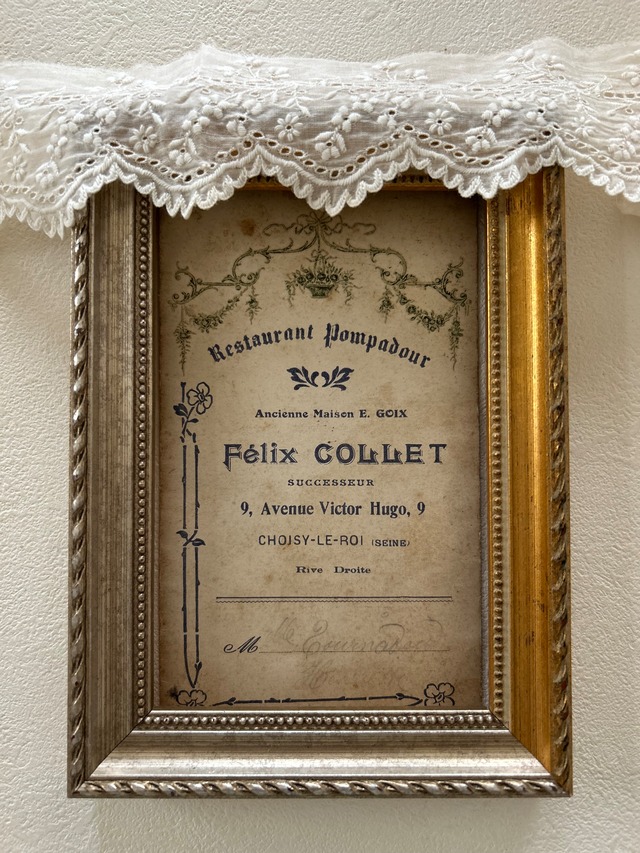 Restaurant Pompadour
Ancienne Maison E. GOIX
Félix COLLET
SUCCESSEUR
9, Avenue Victor Hugo, 9
CHOISY-LE-ROI (SEINE)
Rive Droite
M